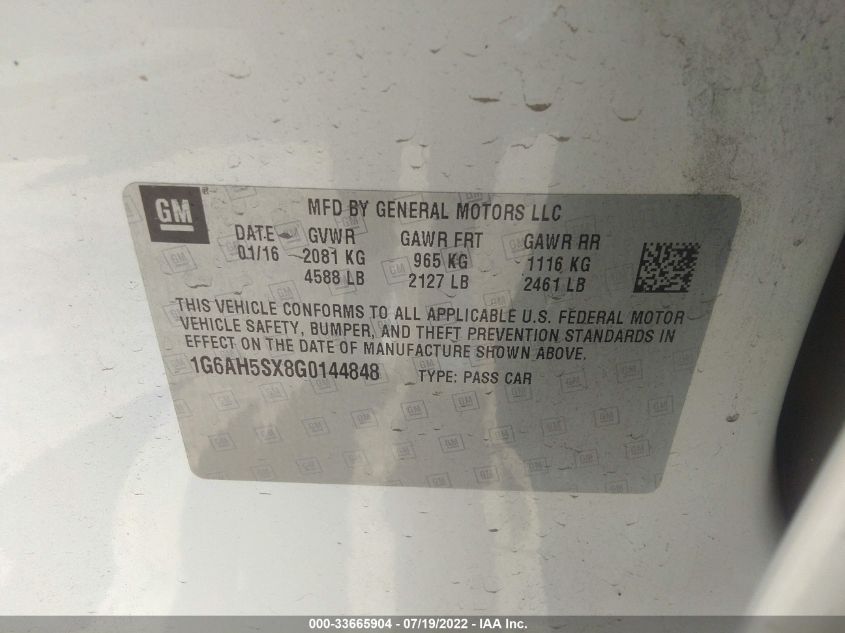 GM
MFD BY GENERAL MOTORS LLC
DATE GVWR GAWR FRT GAWR RR
01/16 2081 KG 965 KG 1116 KG
4588 LB 2127 LB 2461 LB
THIS VEHICLE CONFORMS TO ALL APPLICABLE U.S. FEDERAL MOTOR
VEHICLE SAFETY, BUMPER, AND THEFT PREVENTION STANDARDS IN
EFFECT ON THE DATE OF MANUFACTURE SHOWN ABOVE.
1G6AH5SX8G0144848 TYPE: PASS CAR
000-33665904 - 07/19/2022 - IAA Inc.